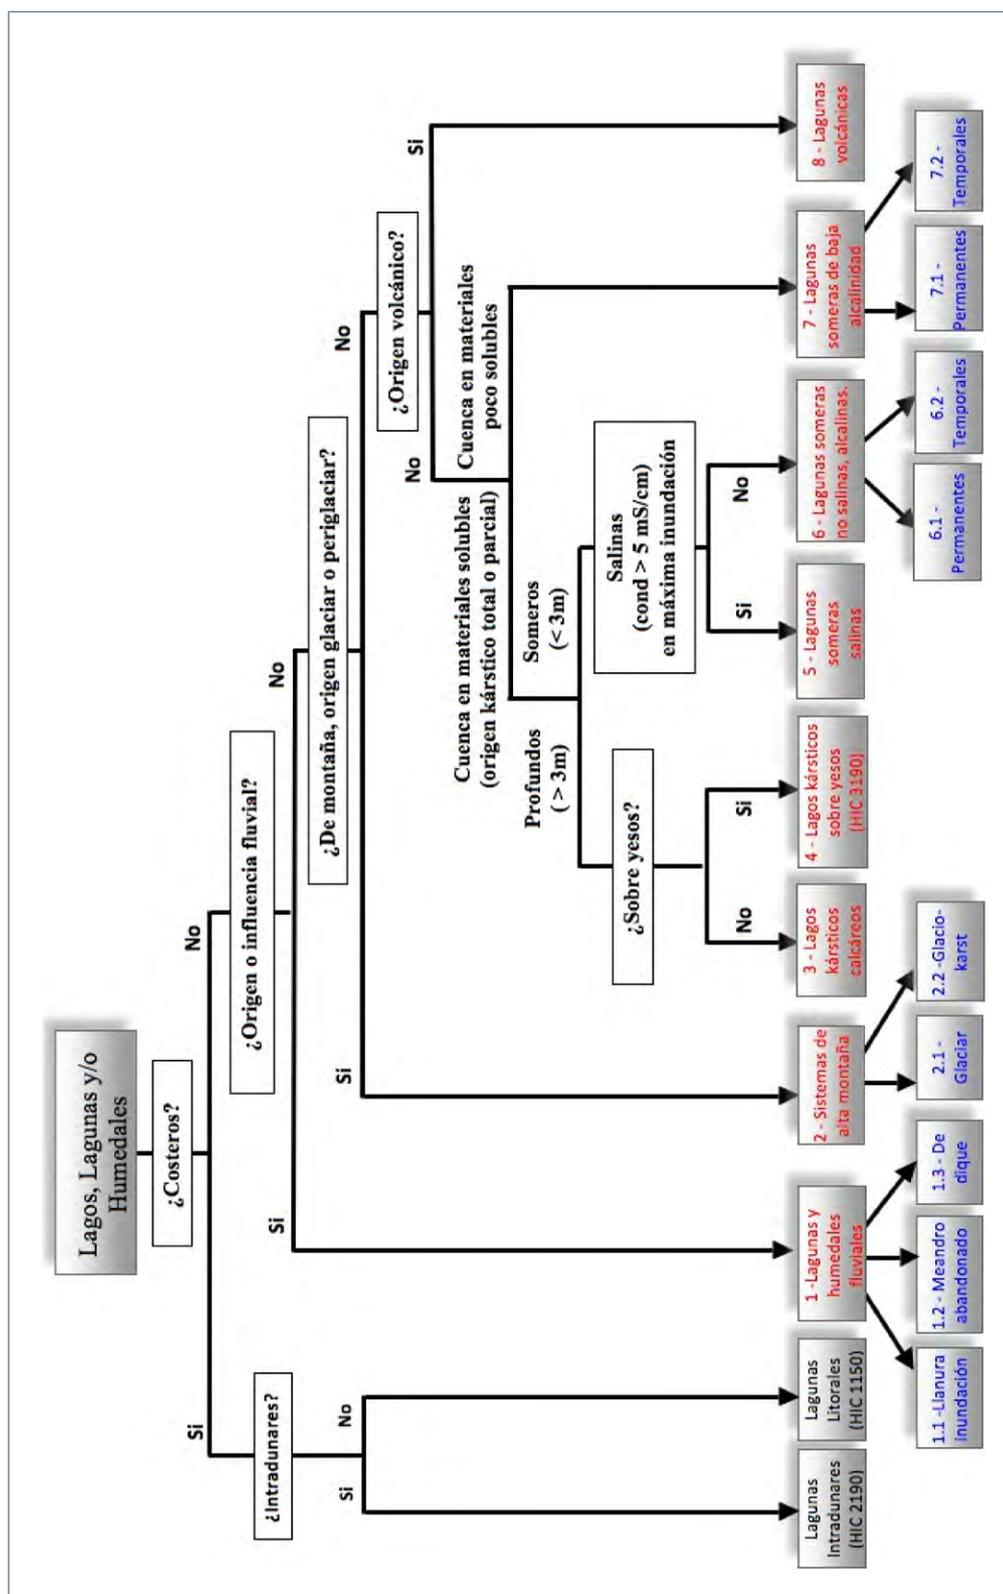 Lagos, Lagunas y/o
Humedales
¿Costeros?
Si
No
¿Intradunares?
¿Origen o influencia fluvial?
Si
No
Si
No
¿De montaña, origen glaciar o periglaciar?
Si
No
¿Origen volcánico?
No
Si
Cuenca en materiales solubles
(origen kárstico total o parcial)
Cuenca en materiales
poco solubles
Profundos
( > 3m)
Someros
(< 3m)
¿Sobre yesos?
Salinas
(cond > 5 mS/cm)
en máxima inundación
No
Si
Si
No
Lagunas
Intradunares
(HIC 2190)
Lagunas
Litorales
(HIC 1150)
1 -Lagunas y
humedales
fluviales
2 - Sistemas de
alta montaña
3 - Lagos
kársticos
calcáreos
4 - Lagos kársticos
sobre yesos
(HIC 3190)
5 - Lagunas
someras
salinas
6 - Lagunas someras
no salinas, alcalinas.
7 - Lagunas
someras de baja
alcalinidad
8 - Lagunas
volcánicas
1.1 -Llanura
inundación
1.2 - Meandro
abandonado
1.3 - De
dique
2.1 -
Glaciar
2.2 -Glacio-
karst
6.1 -
Permanentes
6.2 -
Temporales
7.1 -
Permanentes
7.2 -
Temporales